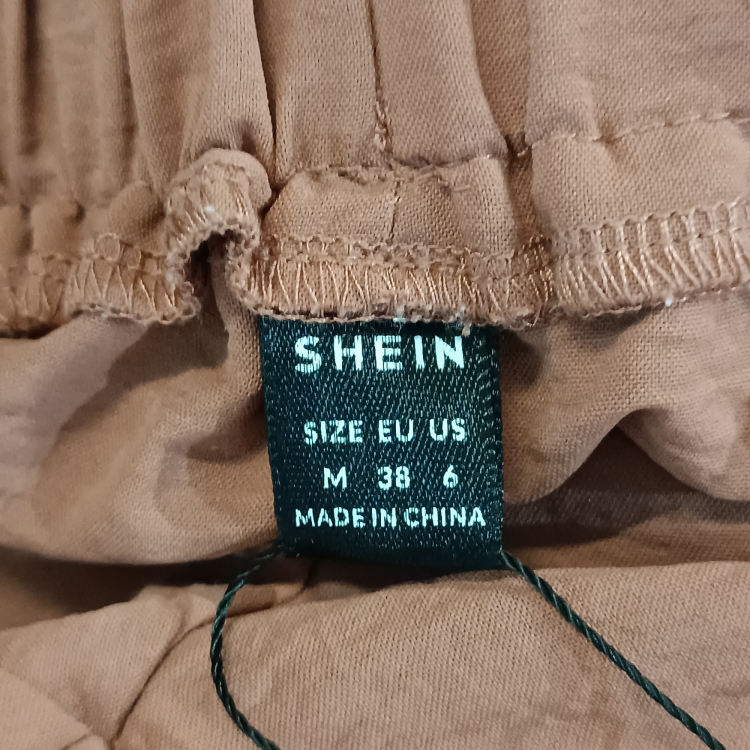 SHEIN
SIZE EU US
M 38 6
MADE IN CHINA